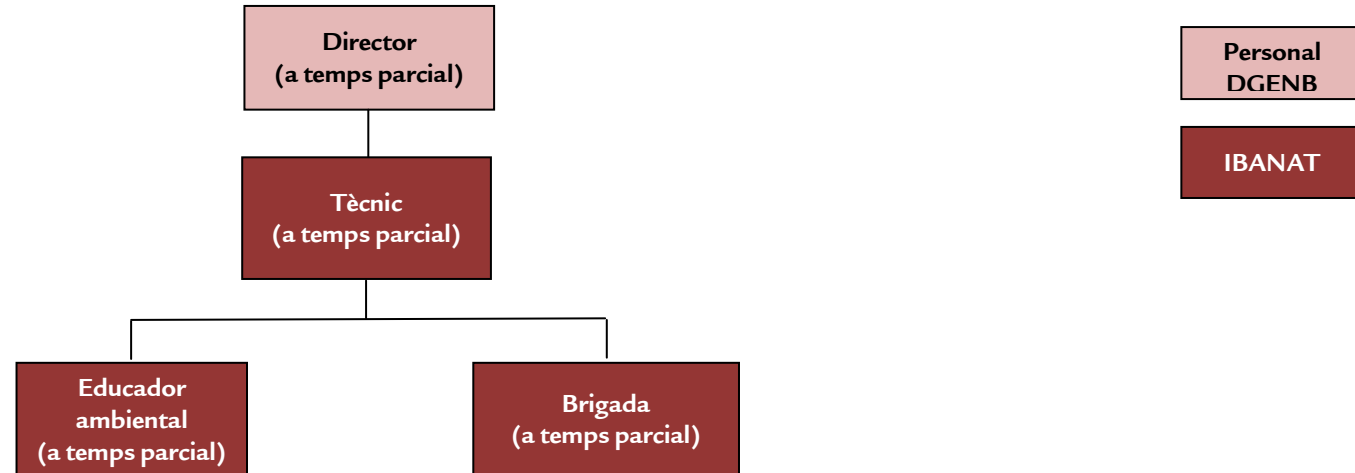 Director
(a temps parcial)
Personal
DGENB
IBANAT
Tècnic
(a temps parcial)
Educador
ambiental
(a temps parcial)
Brigada
(a temps parcial)